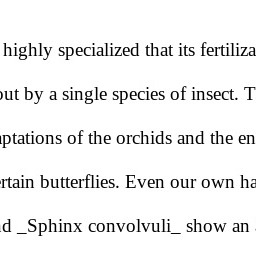 highly specialized that its fertiliza
out by a single species of insect. T
aptations of the orchids and the en
ertain butterflies. Even our own ha
nd _Sphinx convolvuli_ show an